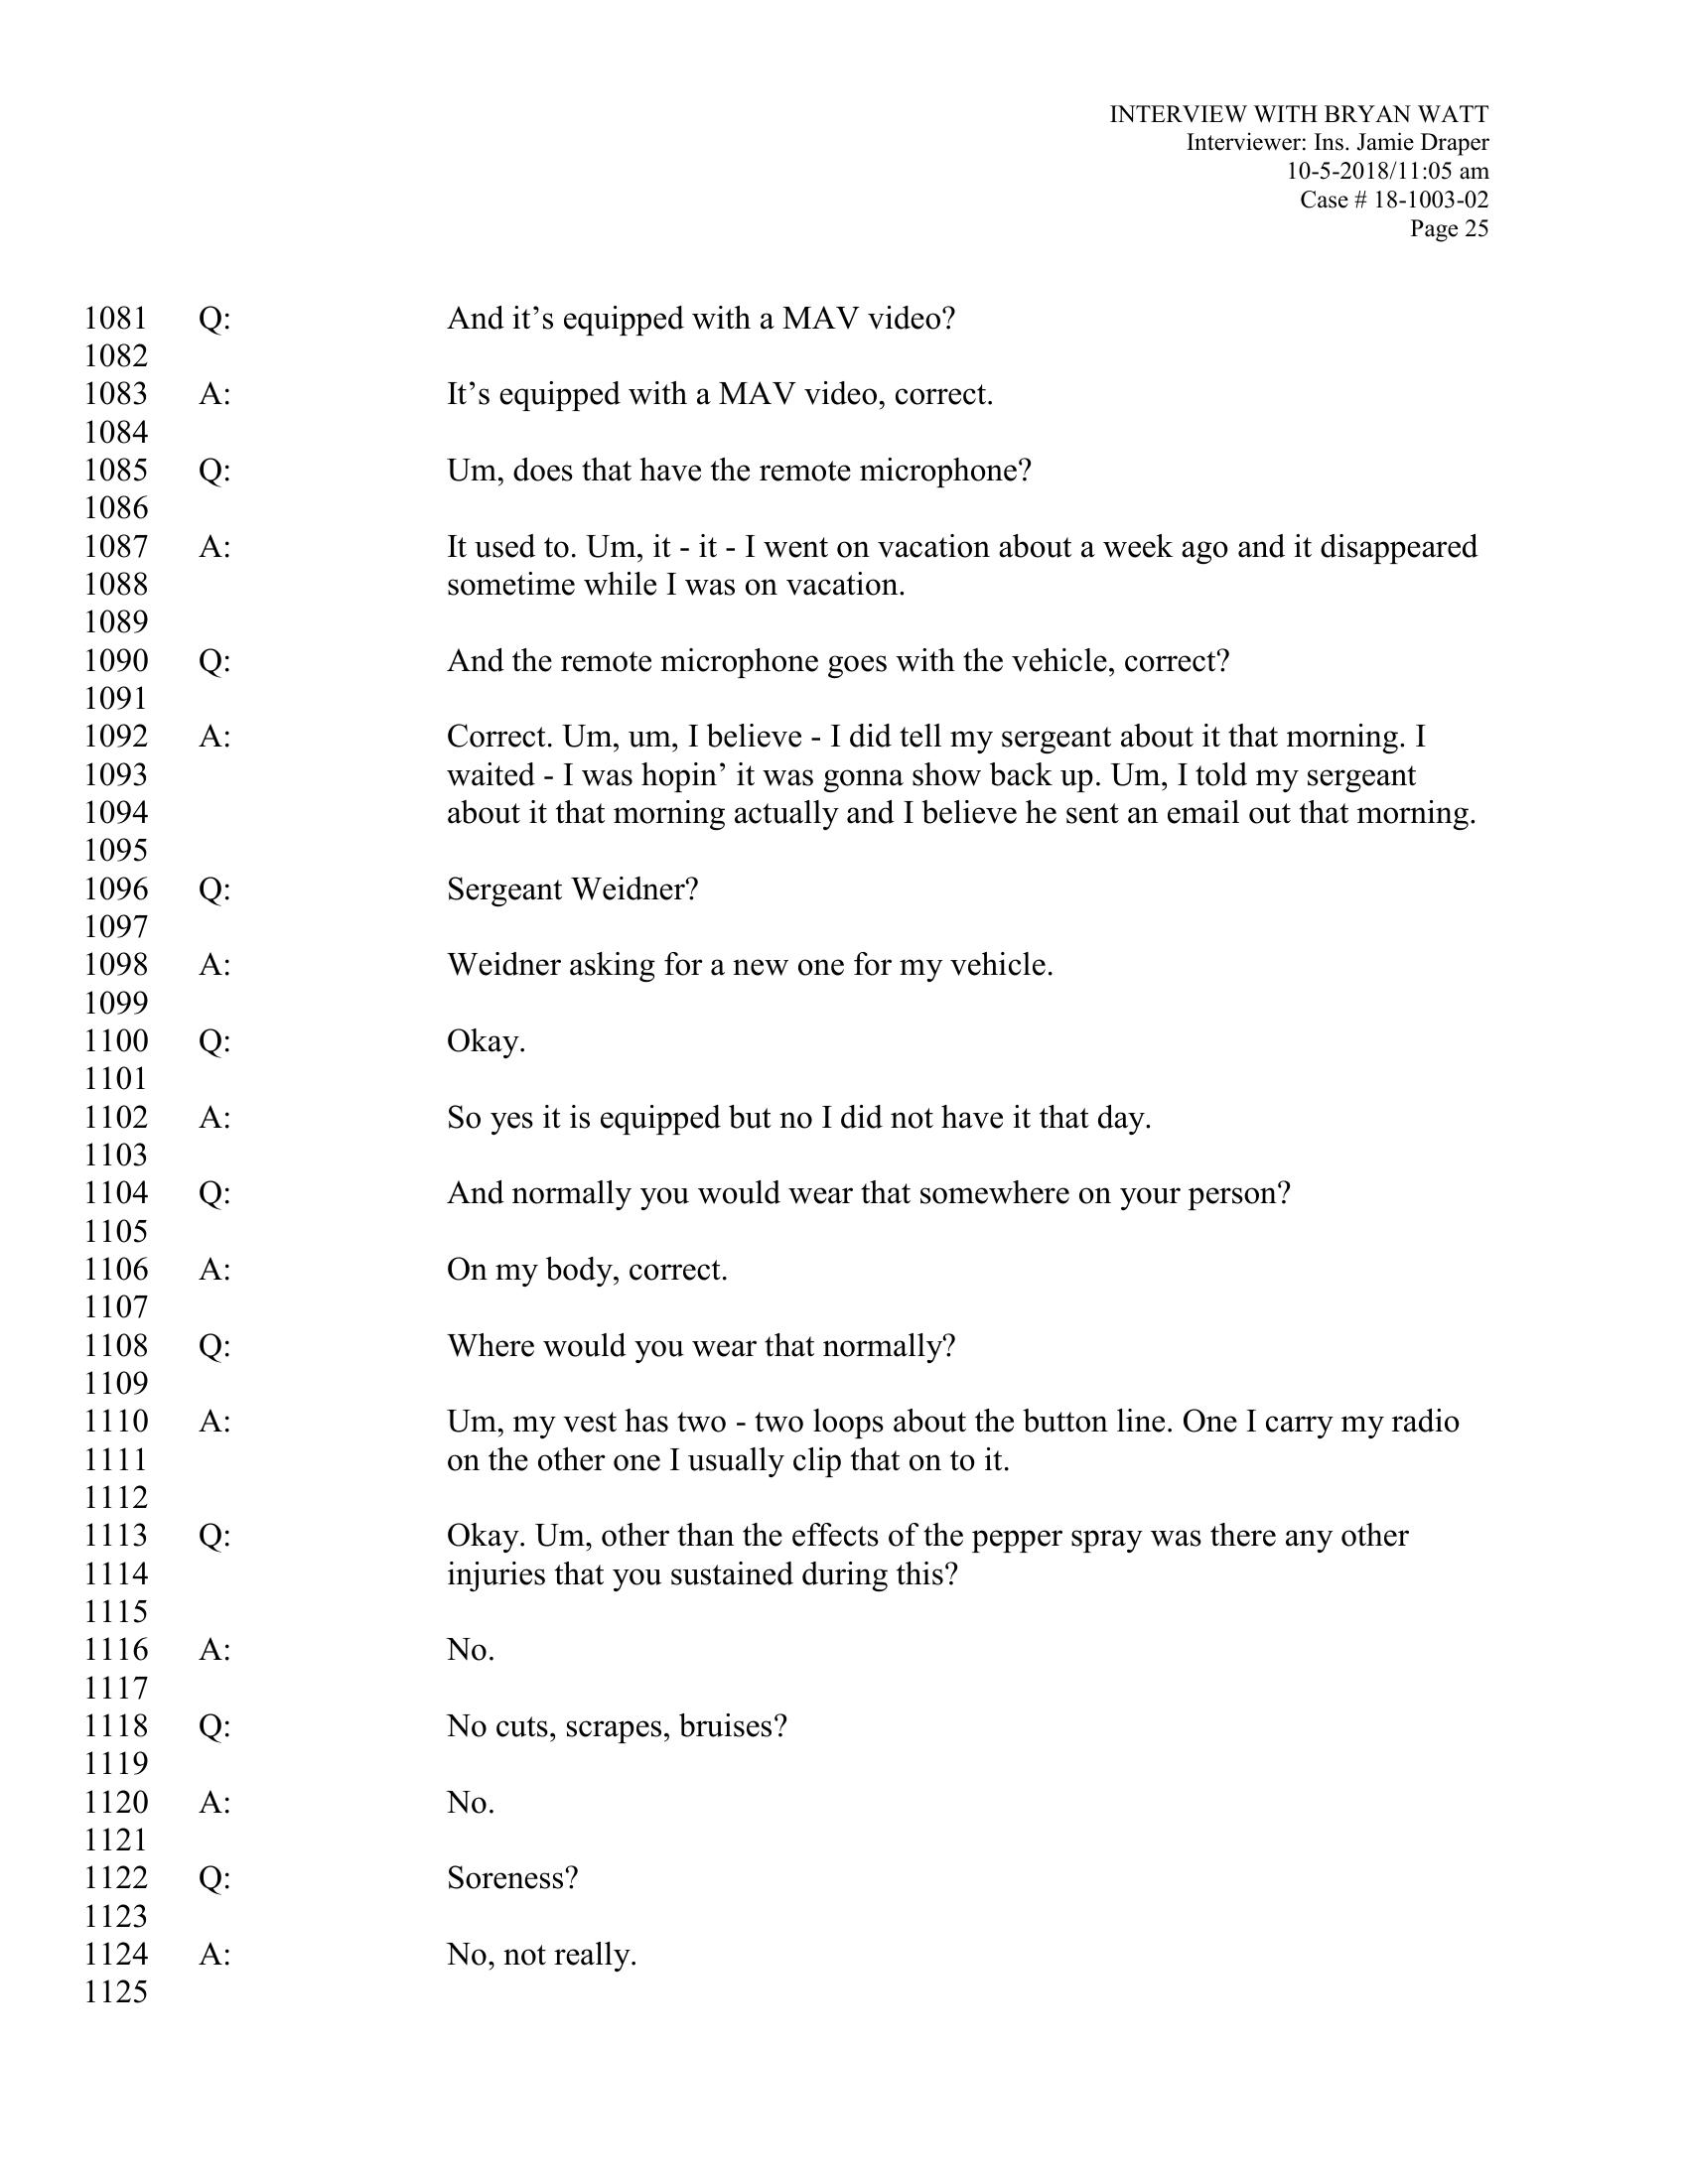 INTERVIEW WITH BRYAN WATT
Interviewer: Ins. Jamie Draper
10-5-2018/11:05 am
Case # 18-1003-02
Page 25
1081 Q: And it’s equipped with a MAV video?
1082
1083 A: It’s equipped with a MAV video, correct.
1084
1085 Q: Um, does that have the remote microphone?
1086
1087 A: It used to. Um, it - it - I went on vacation about a week ago and it disappeared
1088 sometime while I was on vacation.
1089
1090 Q: And the remote microphone goes with the vehicle, correct?
1091
1092 A: Correct. Um, um, I believe - I did tell my sergeant about it that morning. I
1093 waited - I was hopin’ it was gonna show back up. Um, I told my sergeant
1094 about it that morning actually and I believe he sent an email out that morning.
1095
1096 Q: Sergeant Weidner?
1097
1098 A: Weidner asking for a new one for my vehicle.
1099
1100 Q: Okay.
1101
1102 A: So yes it is equipped but no I did not have it that day.
1103
1104 Q: And normally you would wear that somewhere on your person?
1105
1106 A: On my body, correct.
1107
1108 Q: Where would you wear that normally?
1109
1110 A: Um, my vest has two - two loops about the button line. One I carry my radio
1111 on the other one I usually clip that on to it.
1112
1113 Q: Okay. Um, other than the effects of the pepper spray was there any other
1114 injuries that you sustained during this?
1115
1116 A: No.
1117
1118 Q: No cuts, scrapes, bruises?
1119
1120 A: No.
1121
1122 Q: Soreness?
1123
1124 A: No, not really.
1125